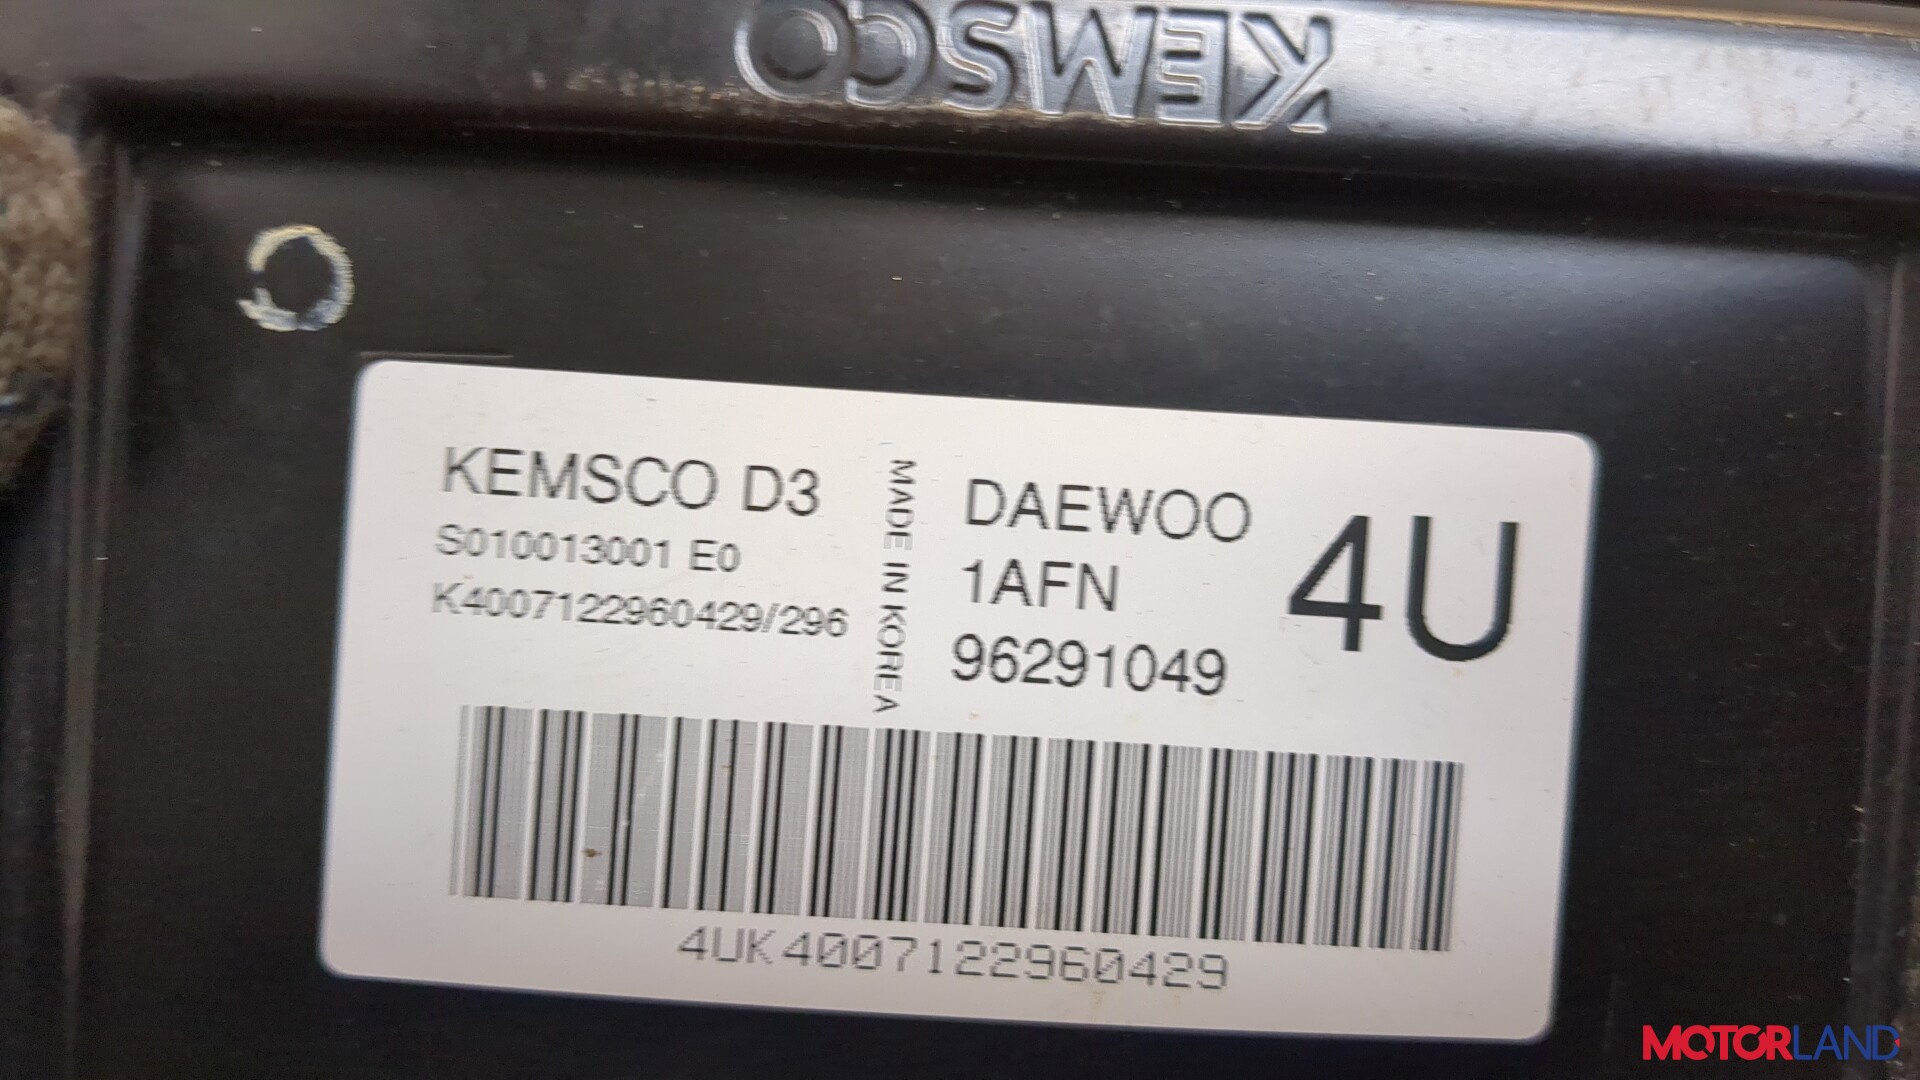 KEMSCO
KEMSCO D3
S010013001 E0
K4007122960429/296
MADE IN KOREA
DAEWOO
1AFN
96291049
4U
4UK4007122960429
MOTORLAND